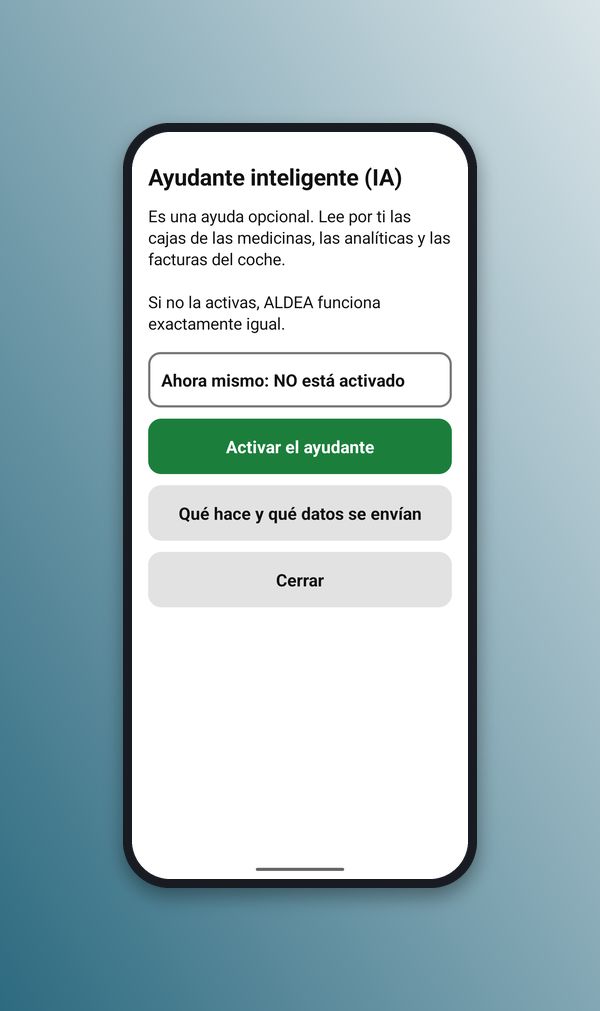 Ayudante inteligente (IA)
Es una ayuda opcional. Lee por ti las
cajas de las medicinas, las analíticas y las
facturas del coche.
Si no la activas, ALDEA funciona
exactamente igual.
Ahora mismo: NO está activado
Activar el ayudante
Qué hace y qué datos se envían
Cerrar